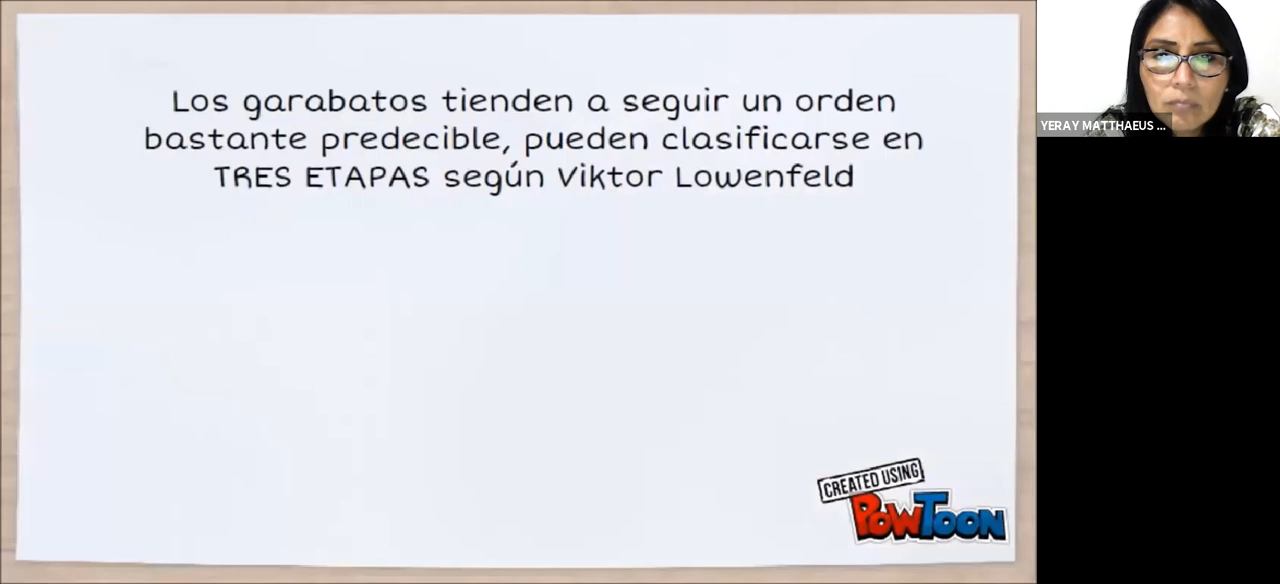 Los garabatos tienden a seguir un orden
bastante predecible, pueden clasificarse en
TRES ETAPAS según Viktor Lowenfeld
YERAY MATTHAEUS ...
CREATED USING
POWTOON